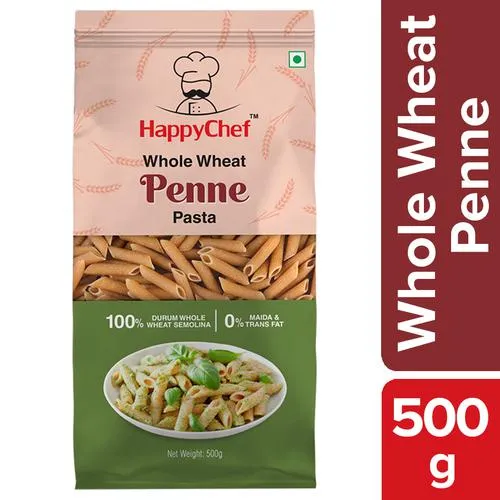 HappyChef™
Whole Wheat
Penne
Pasta
100% DURUM WHOLE
WHEAT SEMOLINA
0% MAIDA &
TRANS FAT
Net Weight: 500g
Whole Wheat
Penne
500
g